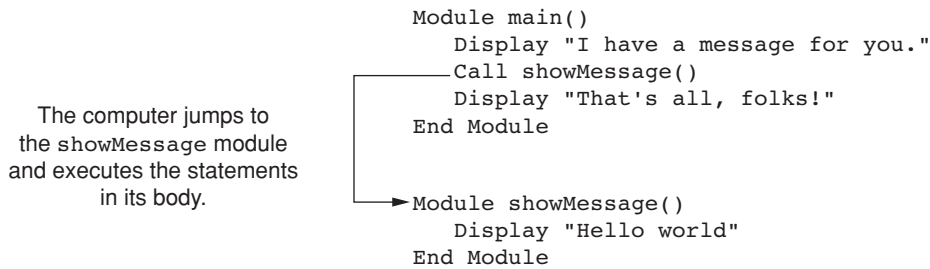 Module main()
Display "I have a message for you."
Call showMessage()
Display "That's all, folks!"
End Module
The computer jumps to
the showMessage module
and executes the statements
in its body.
Module showMessage()
Display "Hello world"
End Module